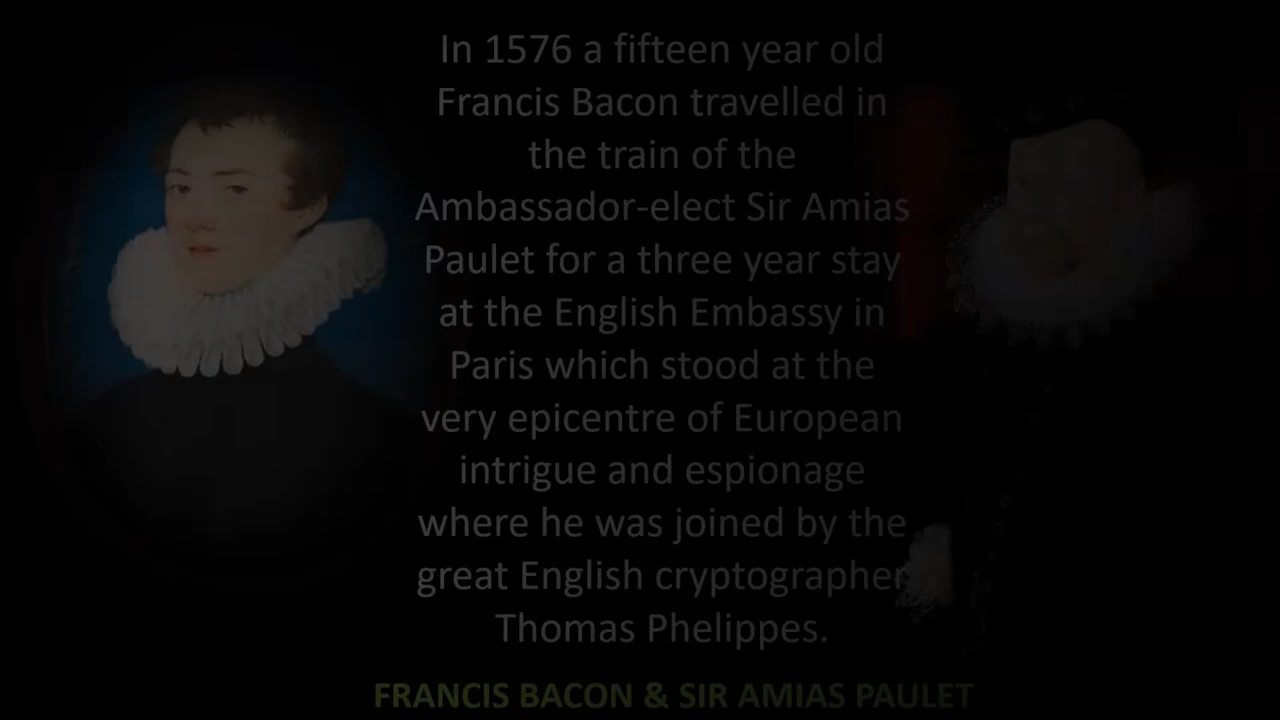 In 1576 a fifteen year old
Francis Bacon travelled in
the train of the
Ambassador-elect Sir Amias
Paulet for a three year stay
at the English Embassy in
Paris which stood at the
very epicentre of European
intrigue and espionage
where he was joined by the
great English cryptographer
Thomas Phelippes.
FRANCIS BACON & SIR AMIAS PAULET